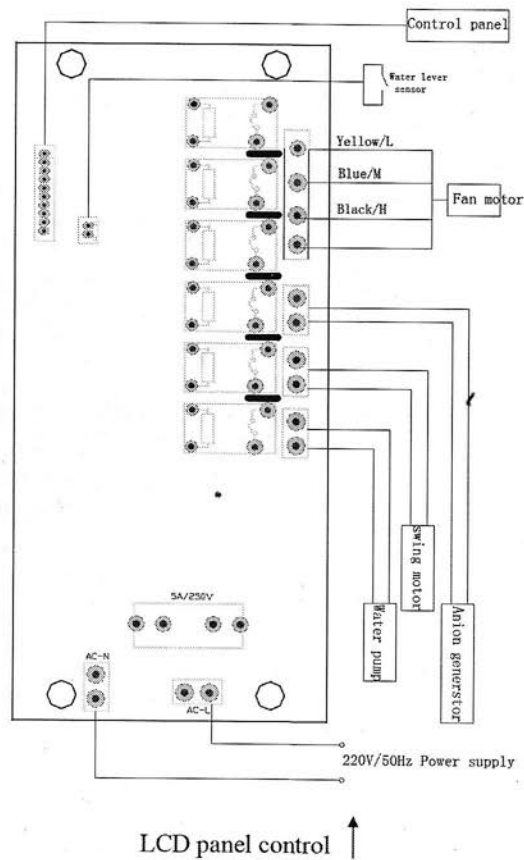 Control panel
Water lever
sensor
Yellow/L
Blue/M
Black/H
Fan motor
swing motor
Water pump
Anion generstor
5A/250V
AC-N
AC-L
220V/50Hz Power supply
LCD panel control